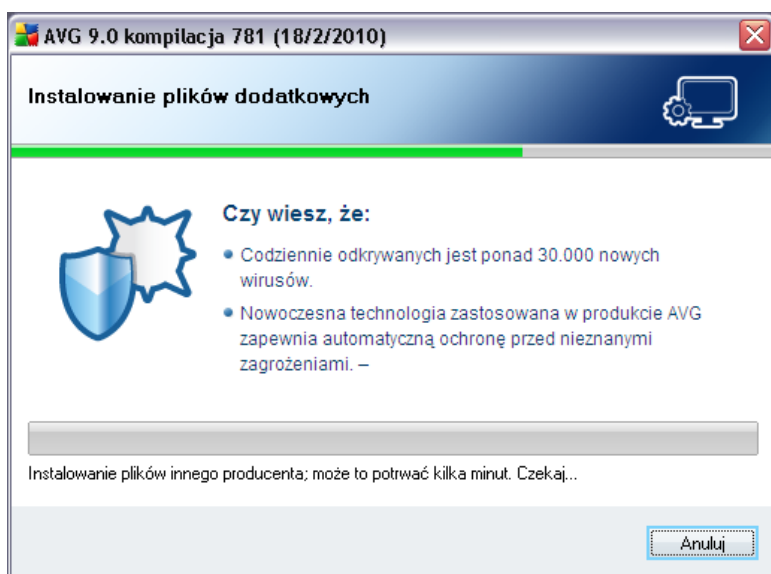 AVG 9.0 kompilacja 781 (18/2/2010)
Instalowanie plików dodatkowych
Czy wiesz, że:
• Codziennie odkrywanych jest ponad 30.000 nowych
wirusów.
• Nowoczesna technologia zastosowana w produkcie AVG
zapewnia automatyczną ochronę przed nieznanymi
zagrożeniami. –
Instalowanie plików innego producenta; może to potrwać kilka minut. Czekaj...
Anuluj